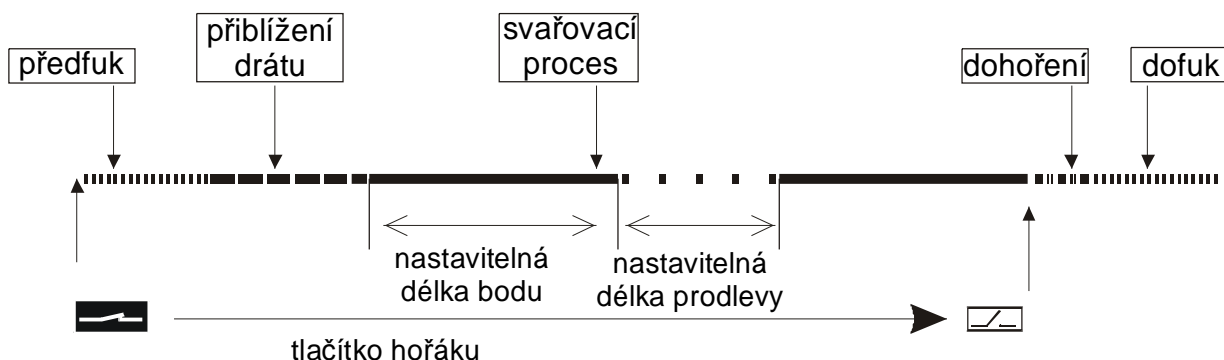 předfuk
přiblížení
drátu
svařovací
proces
dohoření
dofuk
nastavitelná
délka bodu
nastavitelná
délka prodlevy
tlačítko hořáku